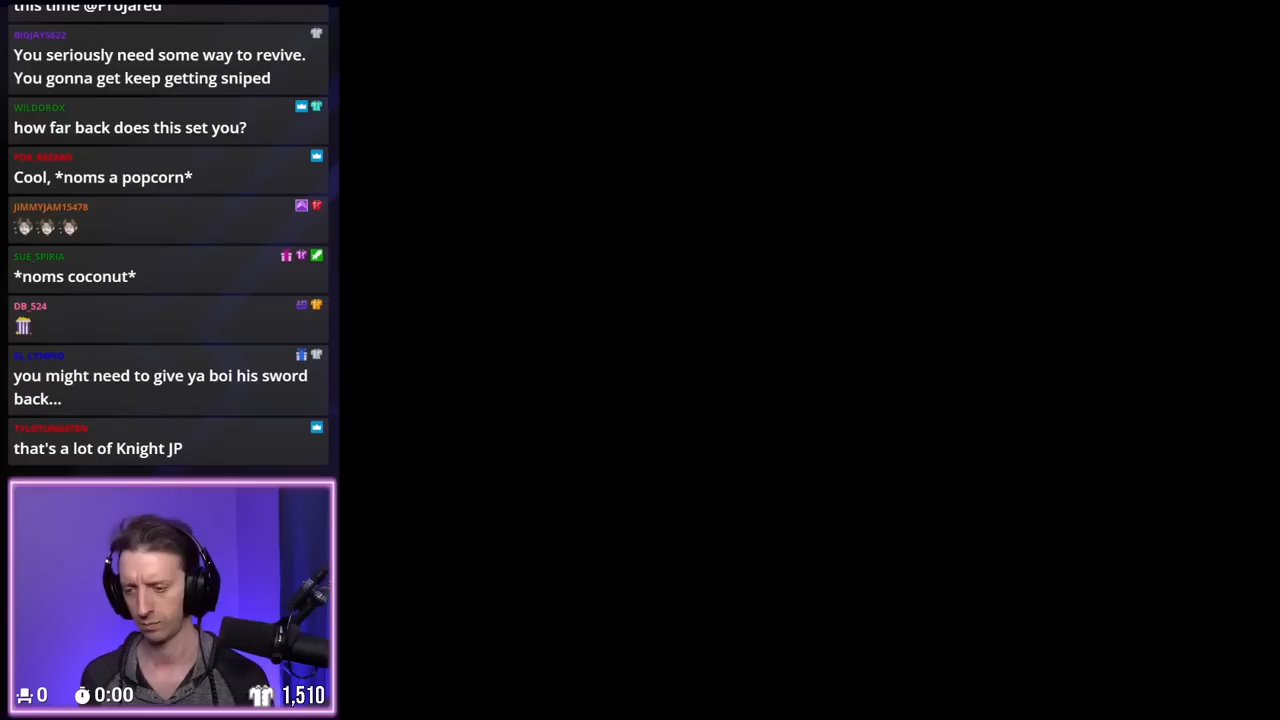 this time @ProJared
BIGJAYS622
You seriously need some way to revive.
You gonna get keep getting sniped
WILDOROX
how far back does this set you?
Cool, *noms a popcorn*
JIMMYJAM15478
SUE_SPIRIA
*noms coconut*
DB_524
you might need to give ya boi his sword
back...
TYLOTUNGSTEN
that's a lot of Knight JP
0 0:00 1,510